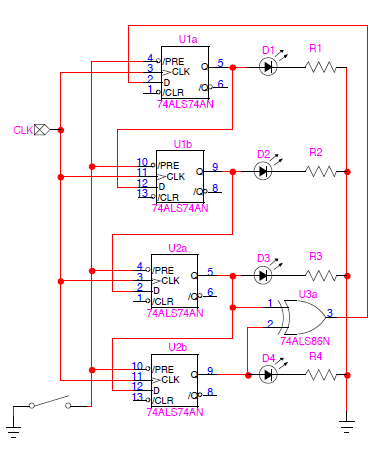 U1a
D1
R1
4
/PRE
3
CLK
Q
5
2
D
/Q
6
1
/CLR
74ALS74AN
CLK
U1b
D2
R2
10
/PRE
11
CLK
Q
9
12
D
/Q
8
13
/CLR
74ALS74AN
U2a
D3
R3
4
/PRE
3
CLK
Q
5
2
D
/Q
6
1
/CLR
74ALS74AN
U3a
1
2
3
74ALS86N
U2b
D4
R4
10
/PRE
11
CLK
Q
9
12
D
/Q
8
13
/CLR
74ALS74AN